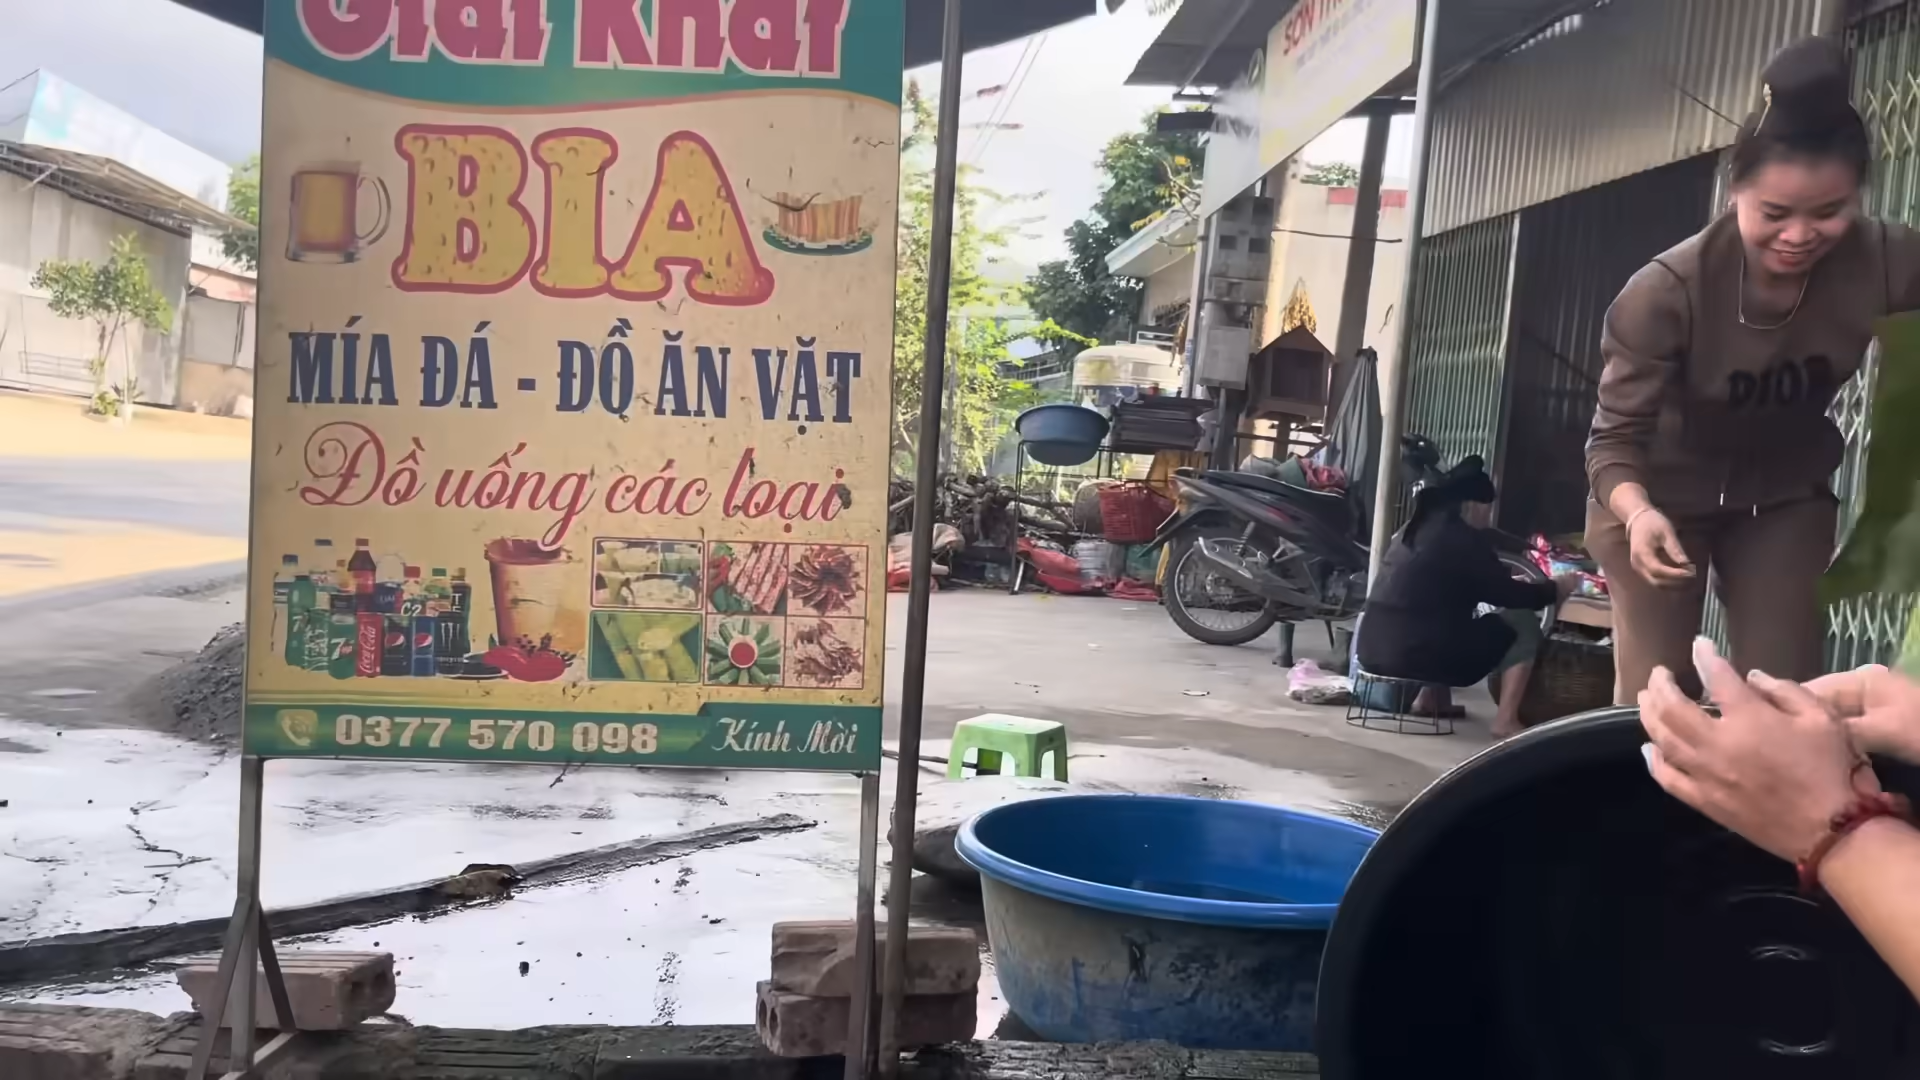 Giải Khát
BIA
MÍA ĐÁ - ĐỒ ĂN VẶT
Đồ uống các loại
0377 570 098
Kính Mời
DIOR